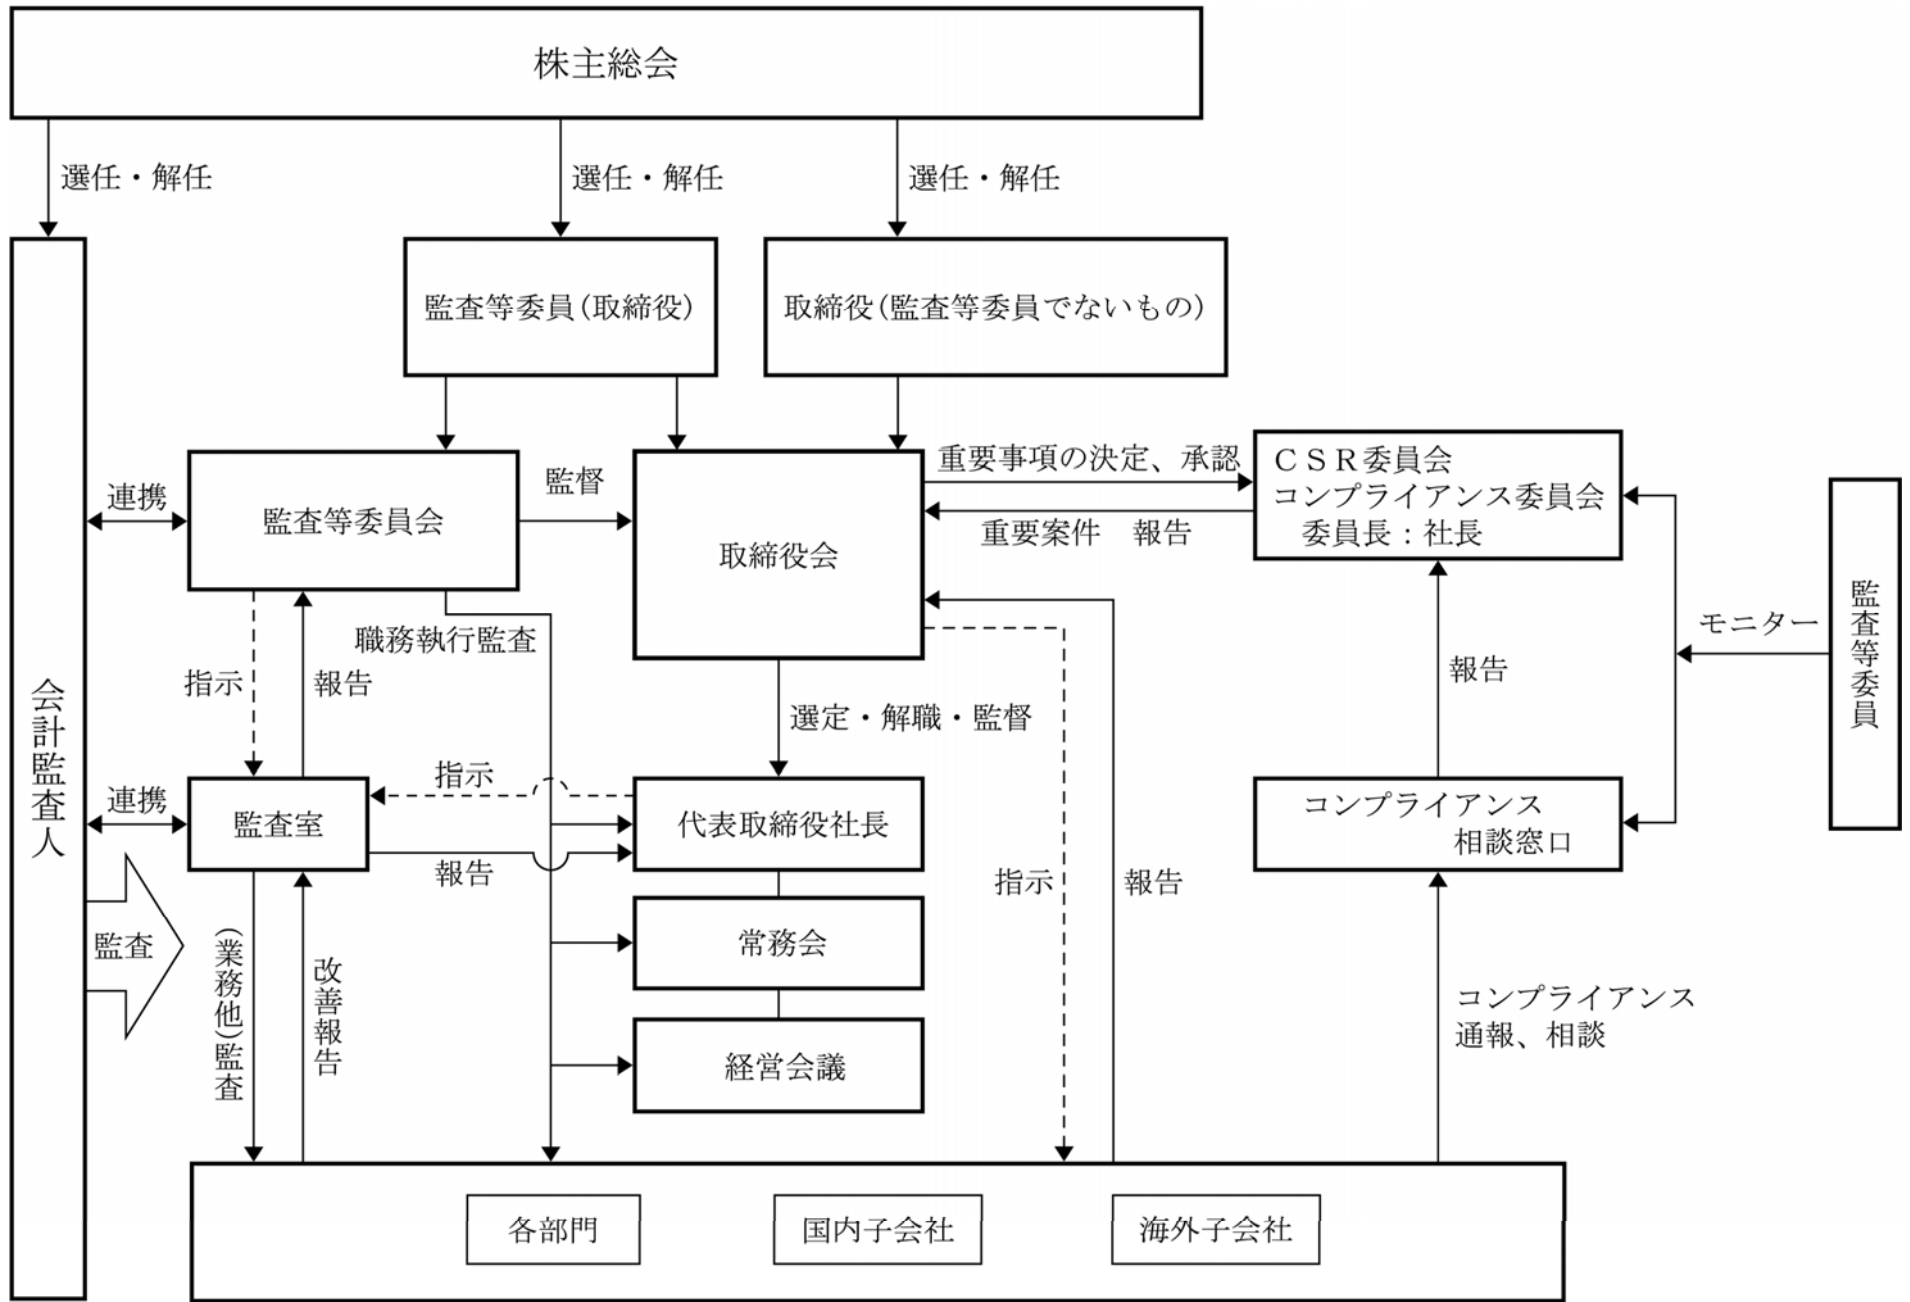 株主総会
選任・解任
選任・解任
選任・解任
監査等委員(取締役)
取締役(監査等委員でないもの)
会計監査人
連携
監査等委員会
監督
取締役会
重要事項の決定、承認
重要案件　報告
ＣＳＲ委員会
コンプライアンス委員会
委員長：社長
監査等委員
モニター
職務執行監査
指示
報告
選定・解職・監督
報告
連携
監査室
指示
報告
代表取締役社長
コンプライアンス
相談窓口
指示
報告
監査
(業務他)監査
改善報告
常務会
経営会議
コンプライアンス
通報、相談
各部門
国内子会社
海外子会社